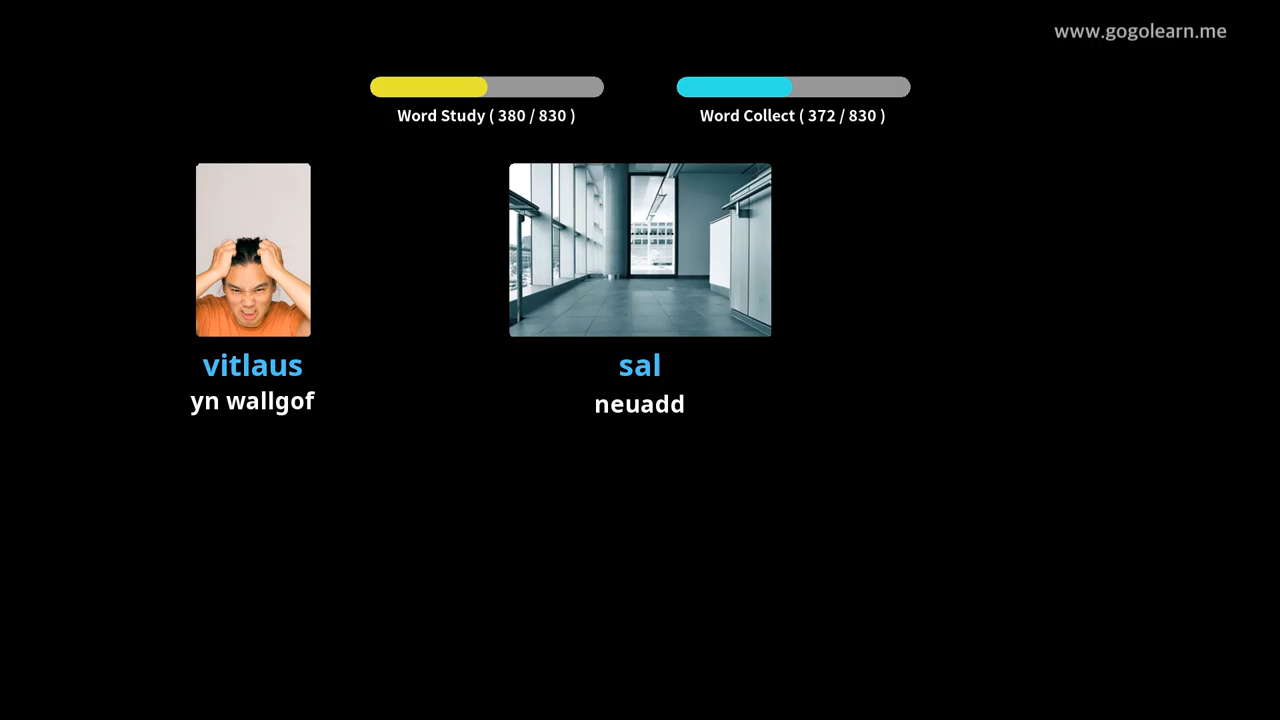 www.gogolearn.me
Word Study ( 380 / 830 )
Word Collect ( 372 / 830 )
vitlaus
yn wallgof
sal
neuadd